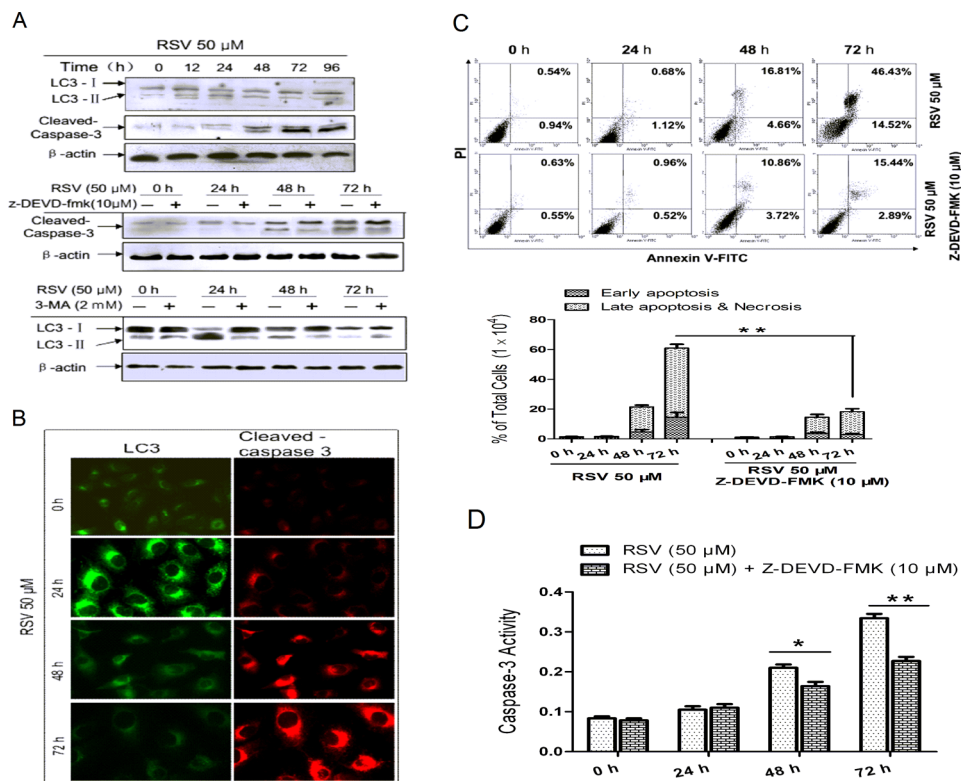 A
RSV 50 µM
Time (h) 0 12 24 48 72 96
LC3 - Ⅰ
LC3 - Ⅱ
Cleaved-
Caspase-3
β -actin
RSV (50 µM) 0 h 24 h 48 h 72 h
z-DEVD-fmk(10µM) — + — + — + — +
Cleaved-
Caspase-3
β -actin
RSV (50 µM) 0 h 24 h 48 h 72 h
3-MA (2 mM) — + — + — + — +
LC3 - Ⅰ
LC3 - Ⅱ
β -actin
B
LC3 Cleaved -
caspase 3
RSV 50 µM
0 h
24 h
48 h
72 h
C
0 h 24 h 48 h 72 h
0.54% 0.68% 16.81% 46.43%
0.94% 1.12% 4.66% 14.52%
RSV 50 µM
0.63% 0.96% 10.86% 15.44%
0.55% 0.52% 3.72% 2.89%
RSV 50 µM
Z-DEVD-FMK (10 µM)
PI
Annexin V-FITC
Early apoptosis
Late apoptosis & Necrosis
% of Total Cells (1 x 10⁴)
80
60
40
20
0
**
0 h 24 h 48 h 72 h 0 h 24 h 48 h 72 h
RSV 50 µM RSV 50 µM
Z-DEVD-FMK (10 µM)
D
RSV (50 µM)
RSV (50 µM) + Z-DEVD-FMK (10 µM)
Caspase-3 Activity
0.4
0.3
0.2
0.1
0.0
* **
0 h 24 h 48 h 72 h